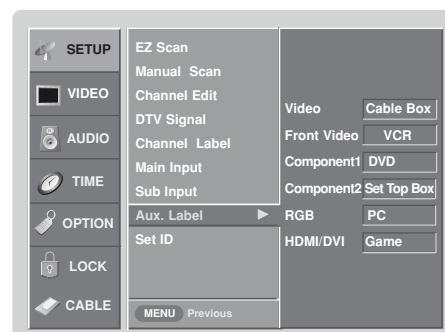 SETUP
VIDEO
AUDIO
TIME
OPTION
LOCK
CABLE
EZ Scan
Manual Scan
Channel Edit
DTV Signal
Channel Label
Main Input
Sub Input
Aux. Label
Set ID
MENU Previous
Video Cable Box
Front Video VCR
Component1 DVD
Component2 Set Top Box
RGB PC
HDMI/DVI Game